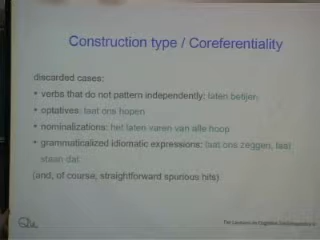 Construction type / Coreferentiality
discarded cases:
• verbs that do not pattern independently: laten betijen
• optatives: laat ons hopen
• nominalizations: het laten varen van alle hoop
• grammaticalized idiomatic expressions: laat ons zeggen, laat
staan dat
(and, of course, straightforward spurious hits)